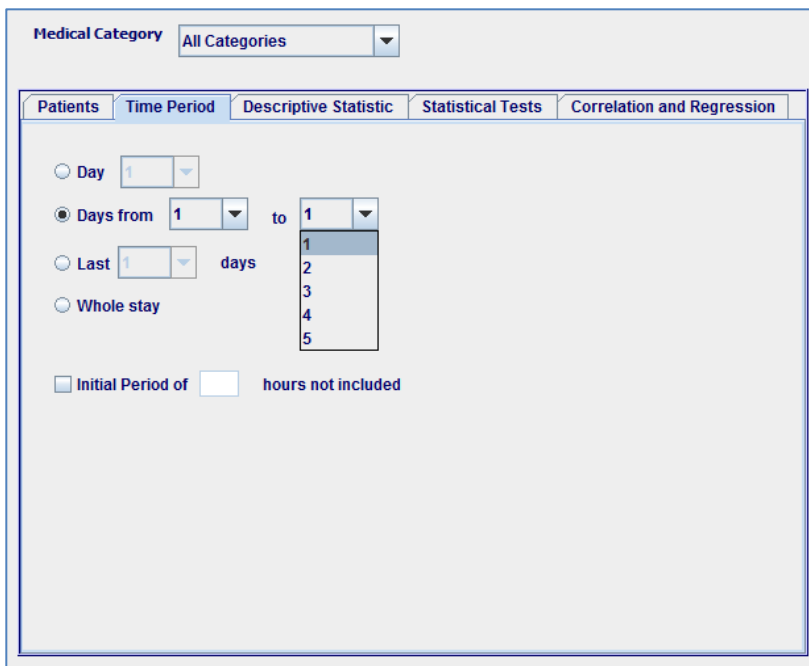 Medical Category All Categories
Patients Time Period Descriptive Statistic Statistical Tests Correlation and Regression
Day 1
Days from 1 to 1
1
2
3
4
5
Last 1 days
Whole stay
Initial Period of hours not included